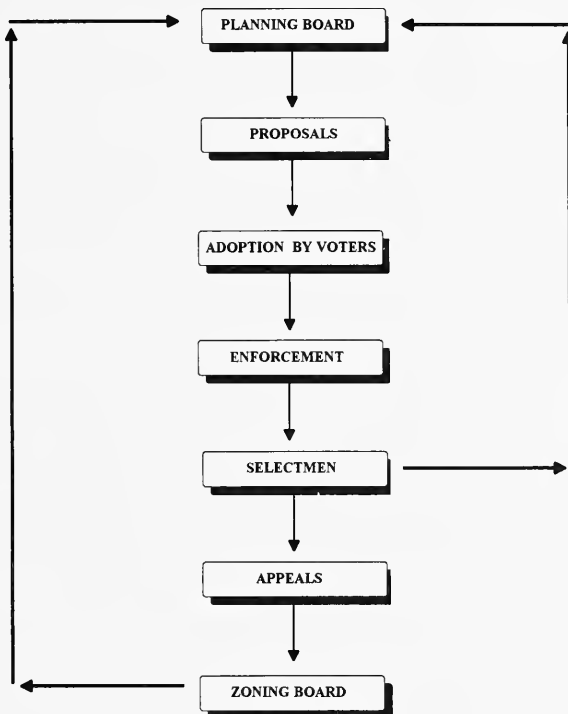 PLANNING BOARD
PROPOSALS
ADOPTION BY VOTERS
ENFORCEMENT
SELECTMEN
APPEALS
ZONING BOARD